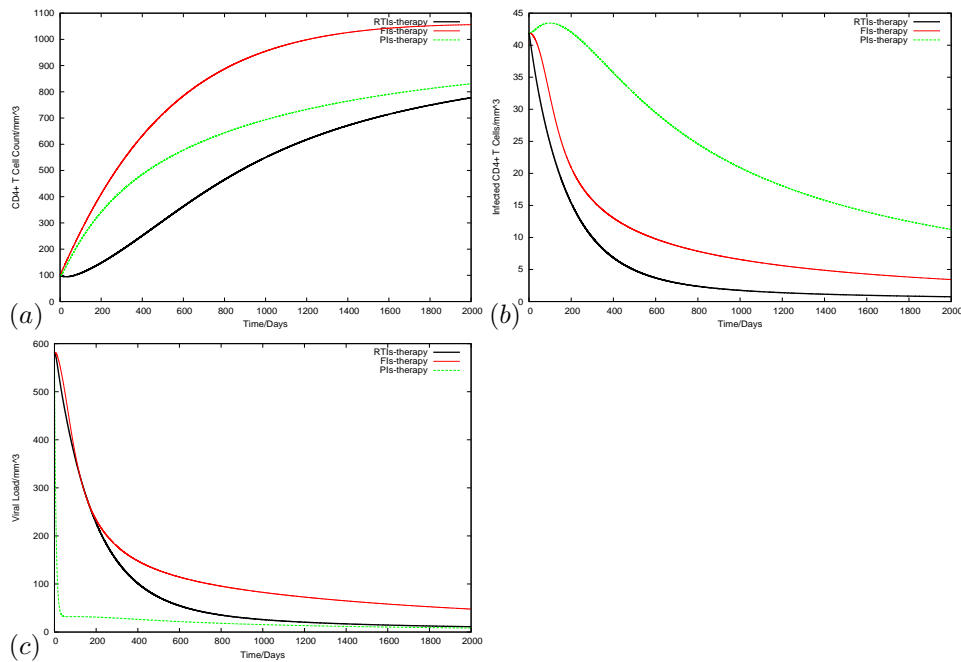 1100
1000
900
800
700
600
500
400
300
200
100
0
CD4+ T Cell Count/mm^3
RTIs-therapy
FIs-therapy
PIs-therapy
0 200 400 600 800 1000 1200 1400 1600 1800 2000
Time/Days
(a)
45
40
35
30
25
20
15
10
5
0
Infected CD4+ T Cells/mm^3
RTIs-therapy
FIs-therapy
PIs-therapy
0 200 400 600 800 1000 1200 1400 1600 1800 2000
Time/Days
(b)
600
500
400
300
200
100
0
Viral Load/mm^3
RTIs-therapy
FIs-therapy
PIs-therapy
0 200 400 600 800 1000 1200 1400 1600 1800 2000
Time/Days
(c)